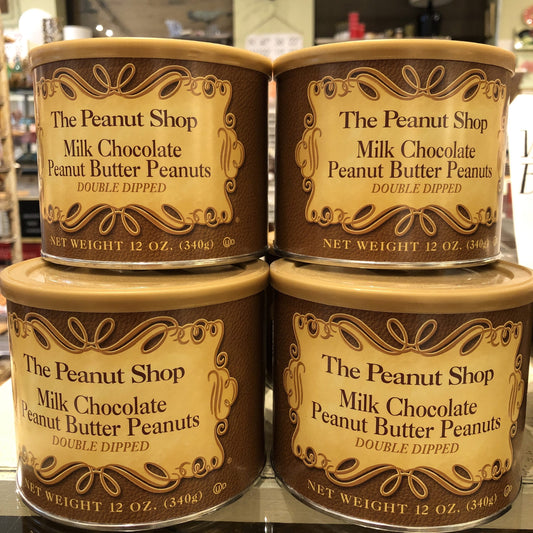 The Peanut Shop
Milk Chocolate
Peanut Butter Peanuts
DOUBLE DIPPED
NET WEIGHT 12 OZ. (340g)
The Peanut Shop
Milk Chocolate
Peanut Butter Peanuts
DOUBLE DIPPED
NET WEIGHT 12 OZ. (340g)
The Peanut Shop
Milk Chocolate
Peanut Butter Peanuts
DOUBLE DIPPED
NET WEIGHT 12 OZ. (340g)
The Peanut Shop
Milk Chocolate
Peanut Butter Peanuts
DOUBLE DIPPED
NET WEIGHT 12 OZ. (340g)